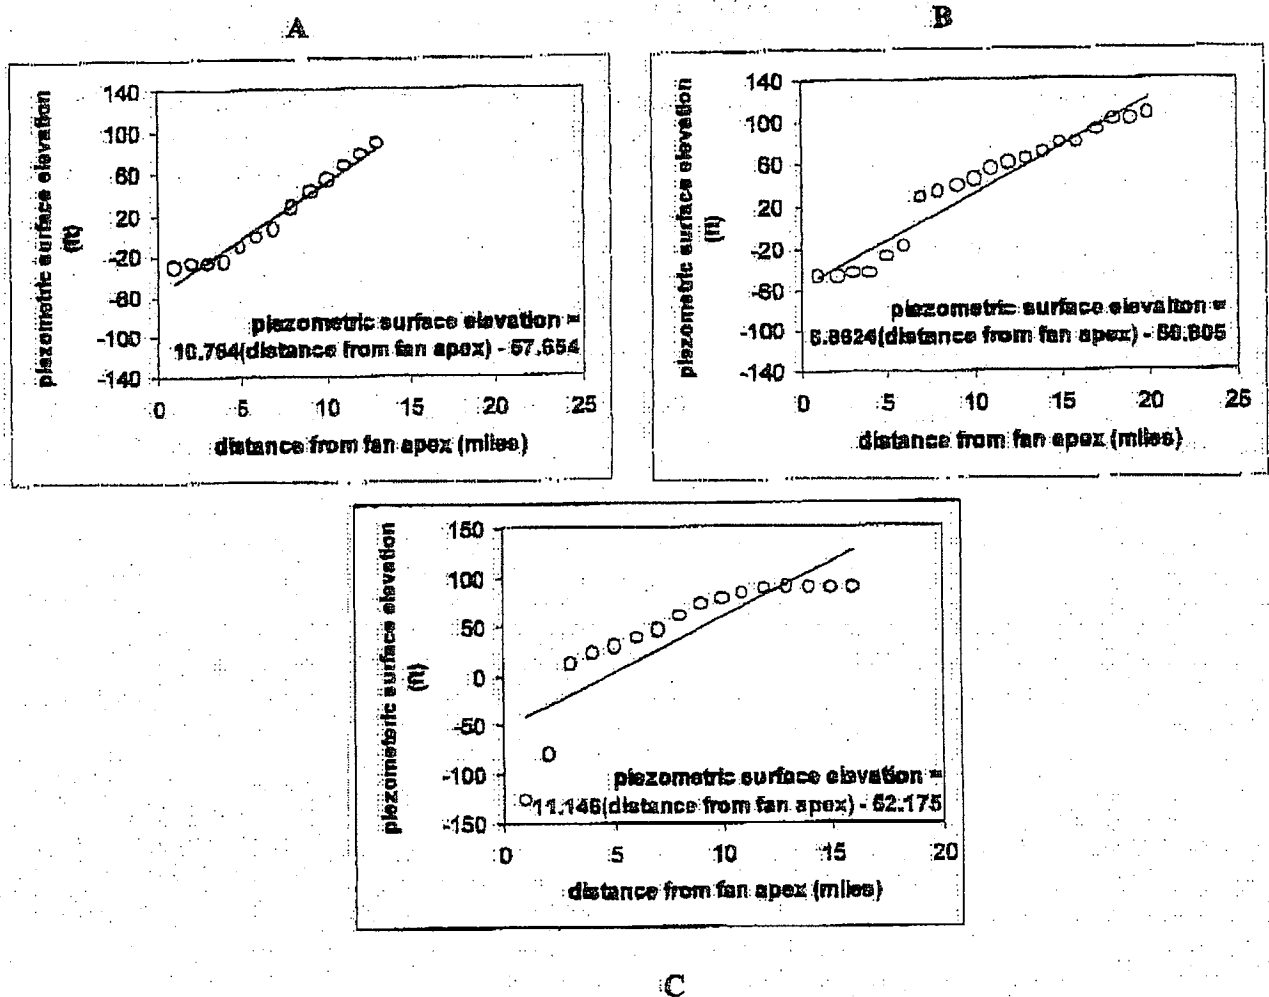 A
B
piezometric surface elevation
(ft)
140
100
60
20
-20
-60
-100
-140
piezometric surface elevation =
10.764(distance from fan apex) - 57.654
0 5 10 15 20 25
distance from fan apex (miles)
piezometric surface elevation
(ft)
140
100
60
20
-20
-60
-100
-140
piezometric surface elevaiton =
(distance from fan apex) -
0 5 10 15 20 25
distance from fan apex (miles)
piezometeric surface elevation
(ft)
150
100
50
0
-50
-100
-150
piezometric surface elevation =
11.146(distance from fan apex) - 52.175
0 5 10 15 20
distance from fan apex (miles)
C